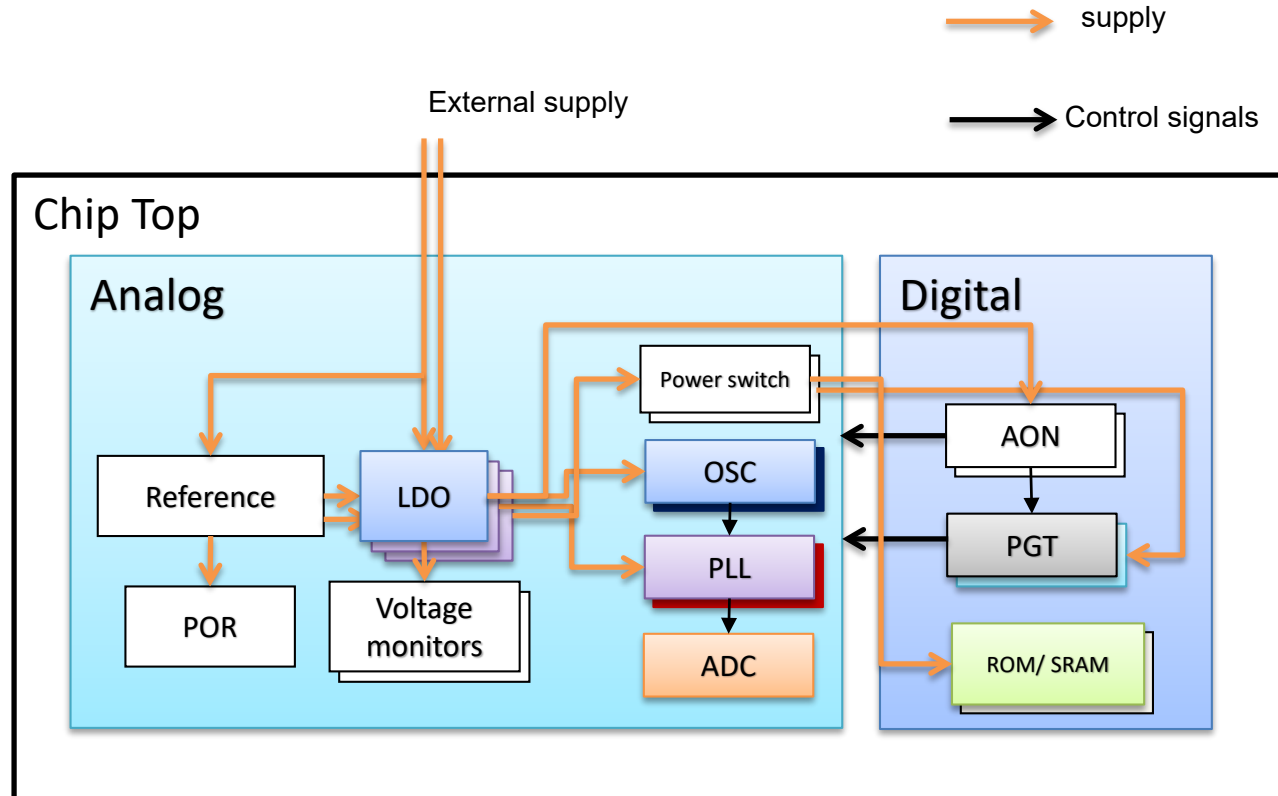 supply
External supply
Control signals
Chip Top
Analog
Digital
Power switch
AON
Reference
LDO
OSC
PGT
POR
Voltage
monitors
PLL
ADC
ROM/ SRAM